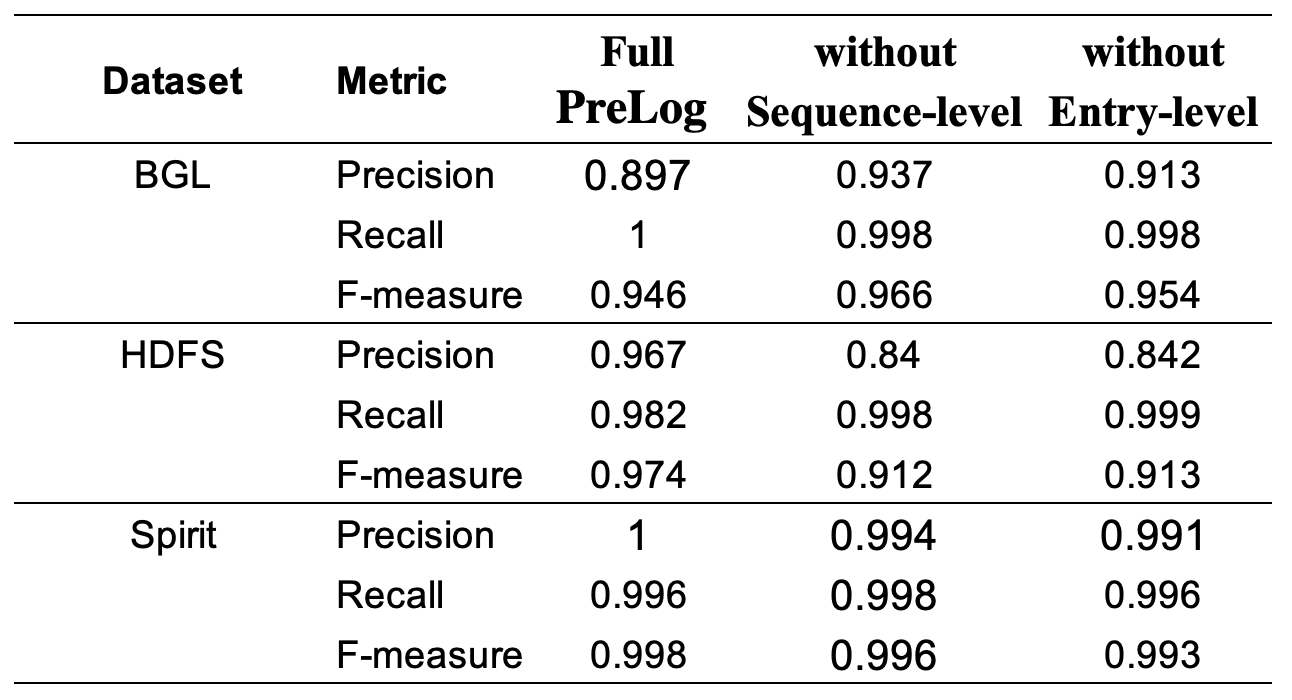 Dataset Metric Full PreLog without Sequence-level without Entry-level
BGL Precision 0.897 0.937 0.913
Recall 1 0.998 0.998
F-measure 0.946 0.966 0.954
HDFS Precision 0.967 0.84 0.842
Recall 0.982 0.998 0.999
F-measure 0.974 0.912 0.913
Spirit Precision 1 0.994 0.991
Recall 0.996 0.998 0.996
F-measure 0.998 0.996 0.993